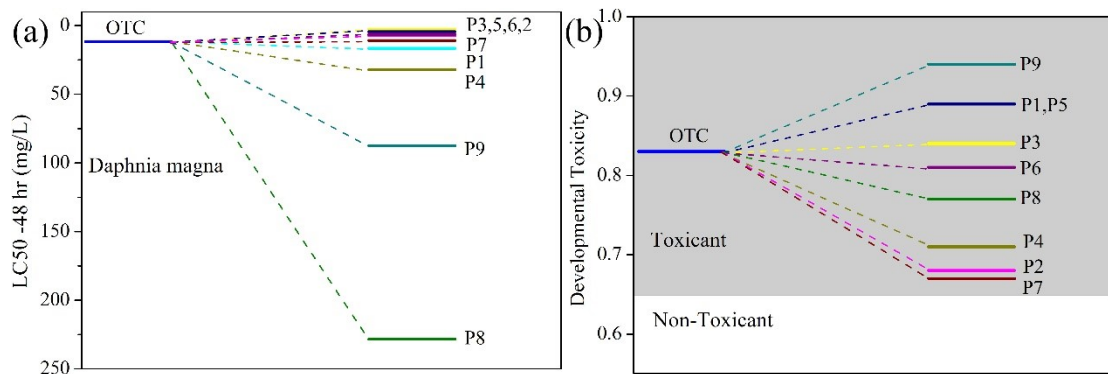 (a)
LC50 -48 hr (mg/L)
0
50
100
150
200
250
OTC
Daphnia magna
P3,5,6,2
P7
P1
P4
P9
P8
(b)
Developmental Toxicity
1.0
0.9
0.8
0.7
0.6
OTC
Toxicant
Non-Toxicant
P9
P1,P5
P3
P6
P8
P4
P2
P7